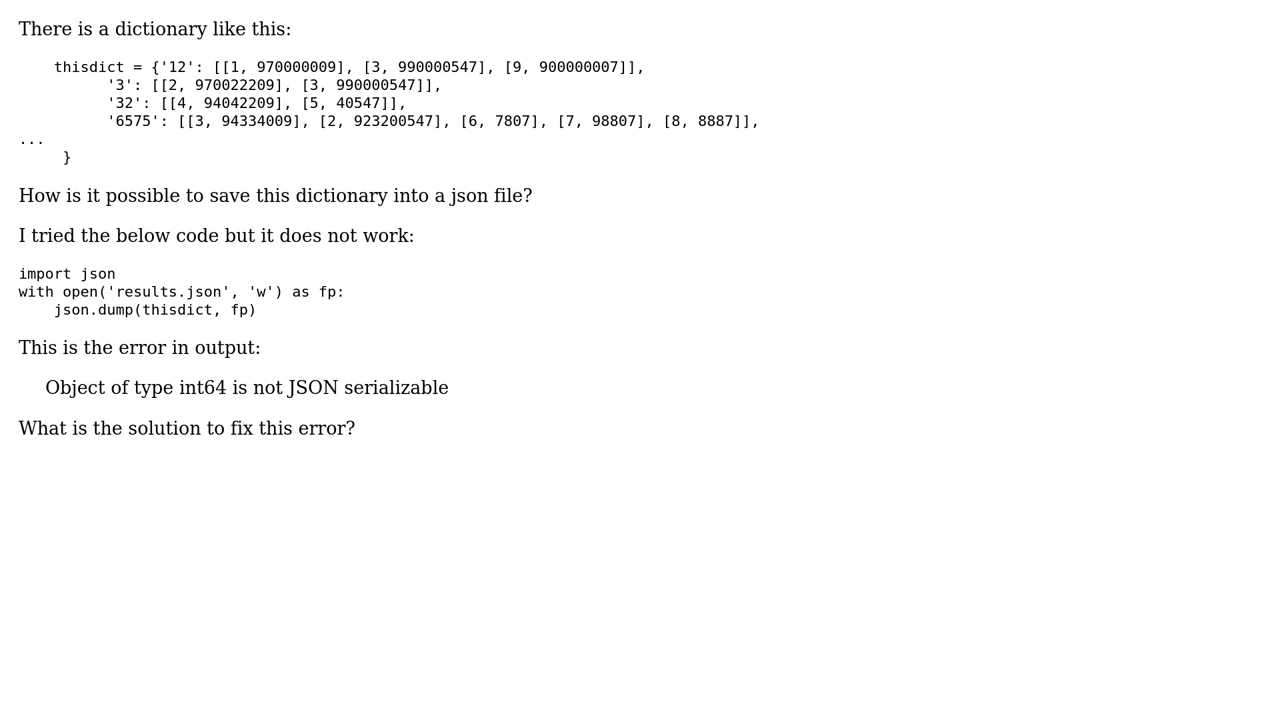 There is a dictionary like this:
    thisdict = {'12': [[1, 970000009], [3, 990000547], [9, 900000007]],
          '3': [[2, 970022209], [3, 990000547]],
          '32': [[4, 94042209], [5, 40547]],
          '6575': [[3, 94334009], [2, 923200547], [6, 7807], [7, 98807], [8, 8887]],
...
     }
How is it possible to save this dictionary into a json file?
I tried the below code but it does not work:
import json
with open('results.json', 'w') as fp:
    json.dump(thisdict, fp)
This is the error in output:
Object of type int64 is not JSON serializable
What is the solution to fix this error?